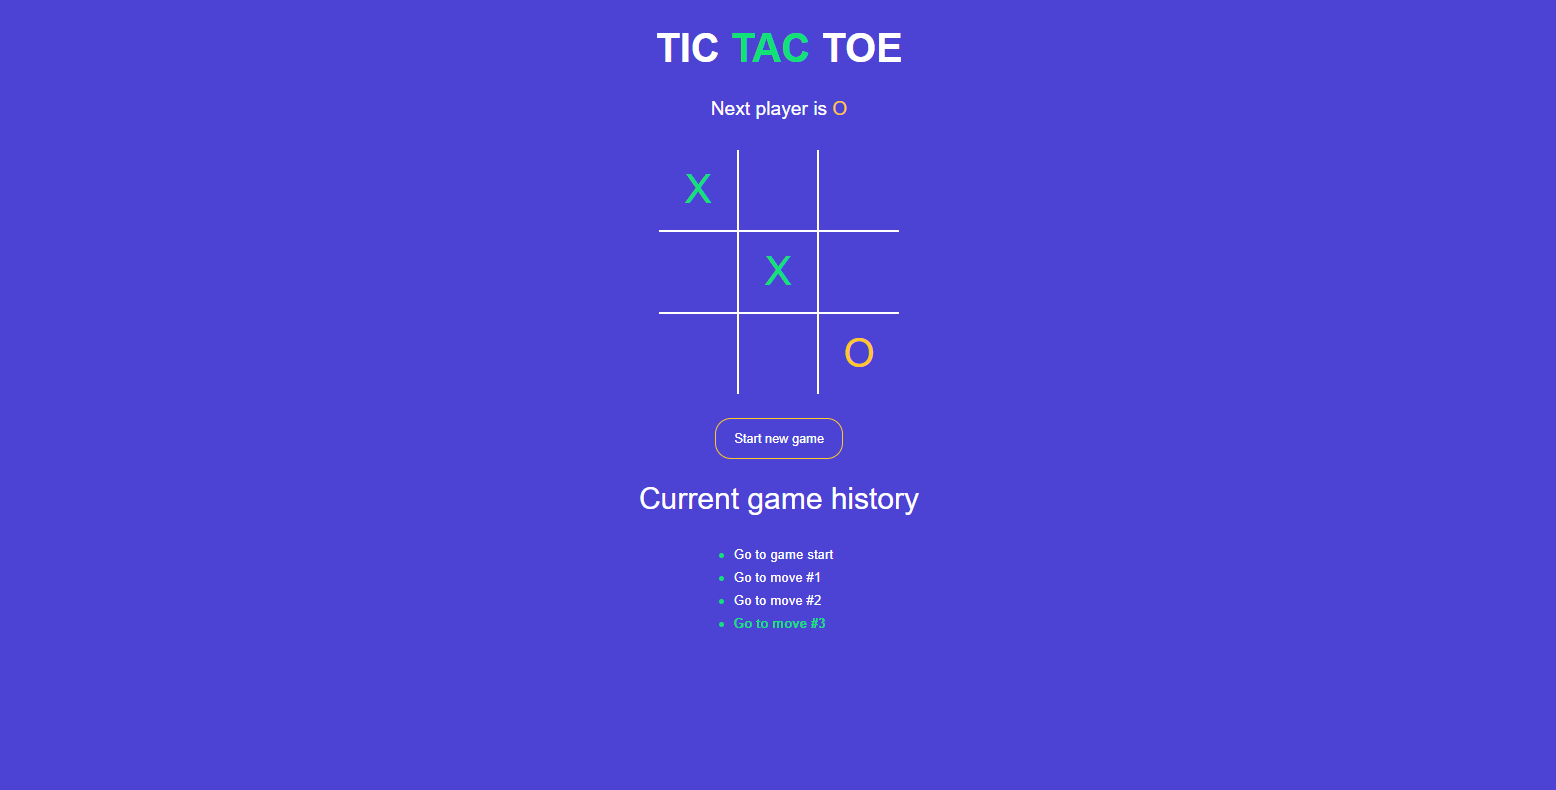 TIC TAC TOE
Next player is O
X
X
O
Start new game
Current game history
Go to game start
Go to move #1
Go to move #2
Go to move #3